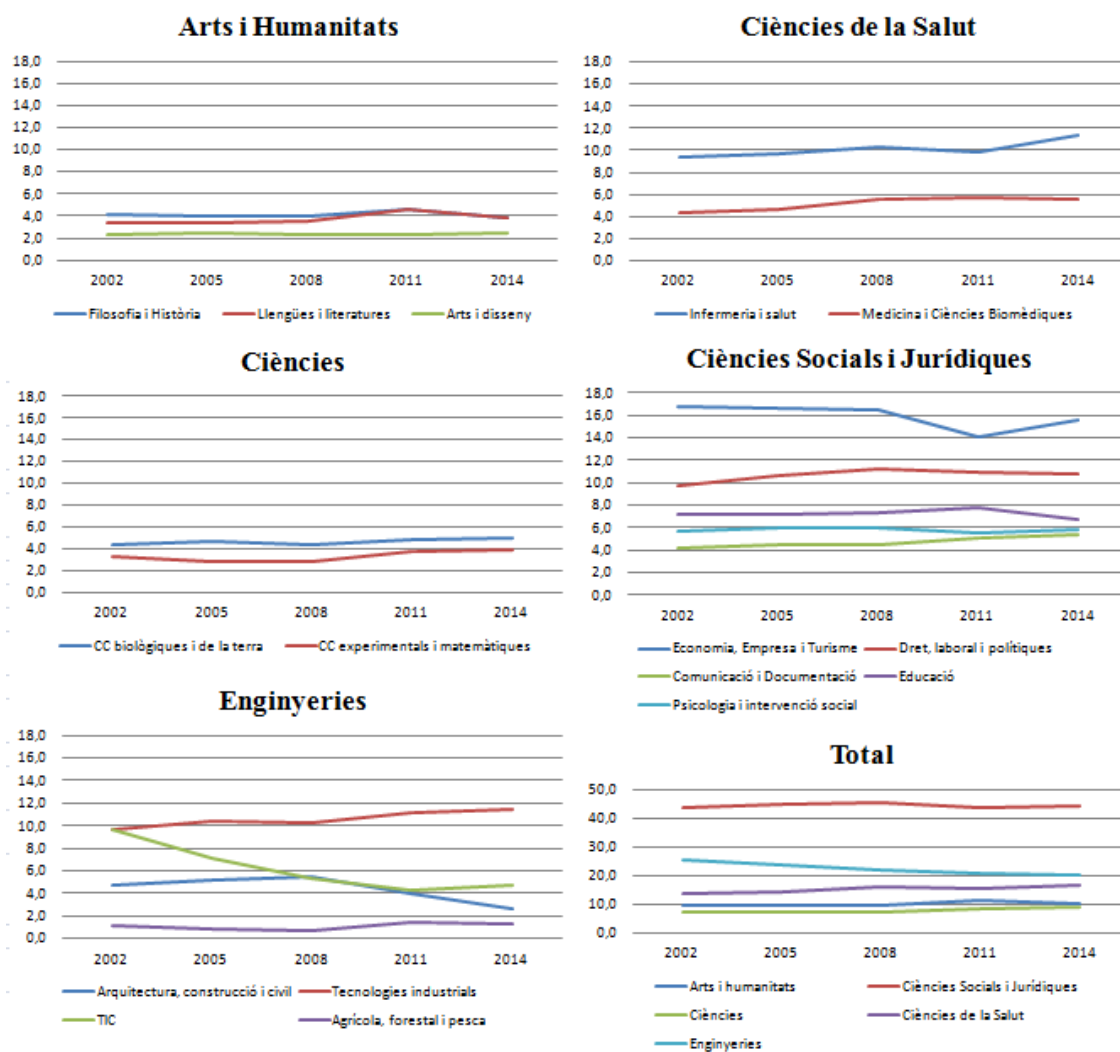 Arts i Humanitats
18,0
16,0
14,0
12,0
10,0
8,0
6,0
4,0
2,0
0,0
2002 2005 2008 2011 2014
Filosofia i Història Llengües i literatures Arts i disseny
Ciències de la Salut
18,0
16,0
14,0
12,0
10,0
8,0
6,0
4,0
2,0
0,0
2002 2005 2008 2011 2014
Infermeria i salut Medicina i Ciències Biomèdiques
Ciències
18,0
16,0
14,0
12,0
10,0
8,0
6,0
4,0
2,0
0,0
2002 2005 2008 2011 2014
CC biològiques i de la terra CC experimentals i matemàtiques
Ciències Socials i Jurídiques
18,0
16,0
14,0
12,0
10,0
8,0
6,0
4,0
2,0
0,0
2002 2005 2008 2011 2014
Economia, Empresa i Turisme Dret, laboral i polítiques
Comunicació i Documentació Educació
Psicologia i intervenció social
Enginyeries
18,0
16,0
14,0
12,0
10,0
8,0
6,0
4,0
2,0
0,0
2002 2005 2008 2011 2014
Arquitectura, construcció i civil Tecnologies industrials
TIC Agrícola, forestal i pesca
Total
50,0
40,0
30,0
20,0
10,0
0,0
2002 2005 2008 2011 2014
Arts i humanitats Ciències Socials i Jurídiques
Ciències Ciències de la Salut
Enginyeries